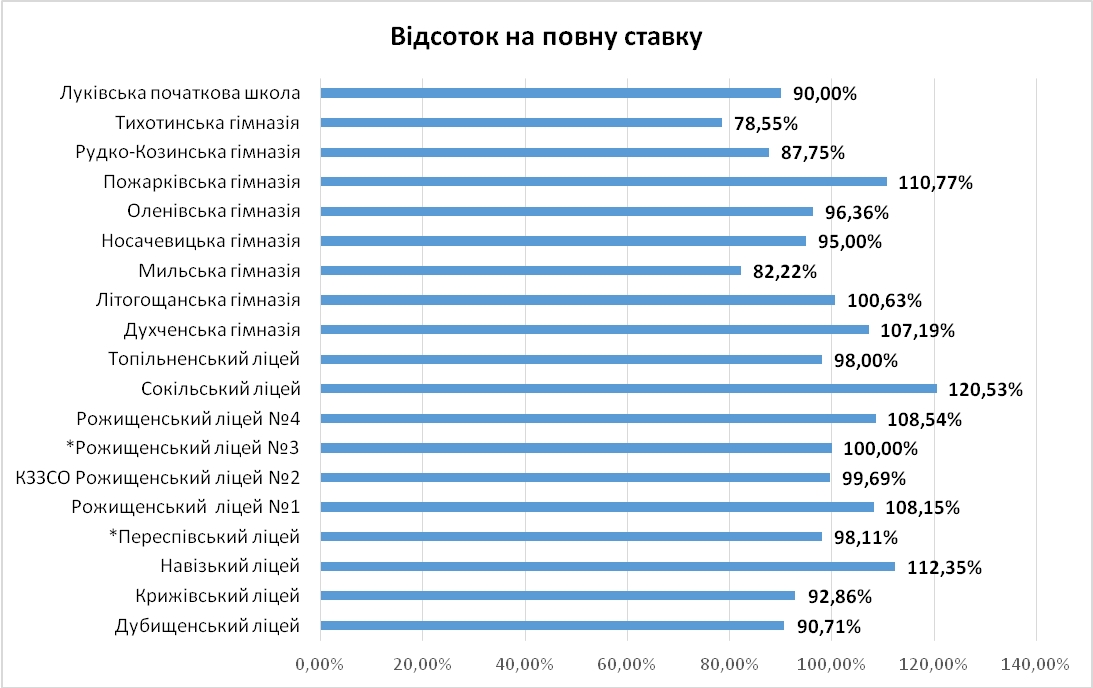 Відсоток на повну ставку
Луківська початкова школа 90,00%
Тихотинська гімназія 78,55%
Рудко-Козинська гімназія 87,75%
Пожарківська гімназія 110,77%
Оленівська гімназія 96,36%
Носачевицька гімназія 95,00%
Мильська гімназія 82,22%
Літогощанська гімназія 100,63%
Духченська гімназія 107,19%
Топільненський ліцей 98,00%
Сокільський ліцей 120,53%
Рожищенський ліцей №4 108,54%
*Рожищенський ліцей №3 100,00%
КЗЗСО Рожищенський ліцей №2 99,69%
Рожищенський  ліцей №1 108,15%
*Переспівський ліцей 98,11%
Навізький ліцей 112,35%
Крижівський ліцей 92,86%
Дубищенський ліцей 90,71%
0,00% 20,00% 40,00% 60,00% 80,00% 100,00% 120,00% 140,00%